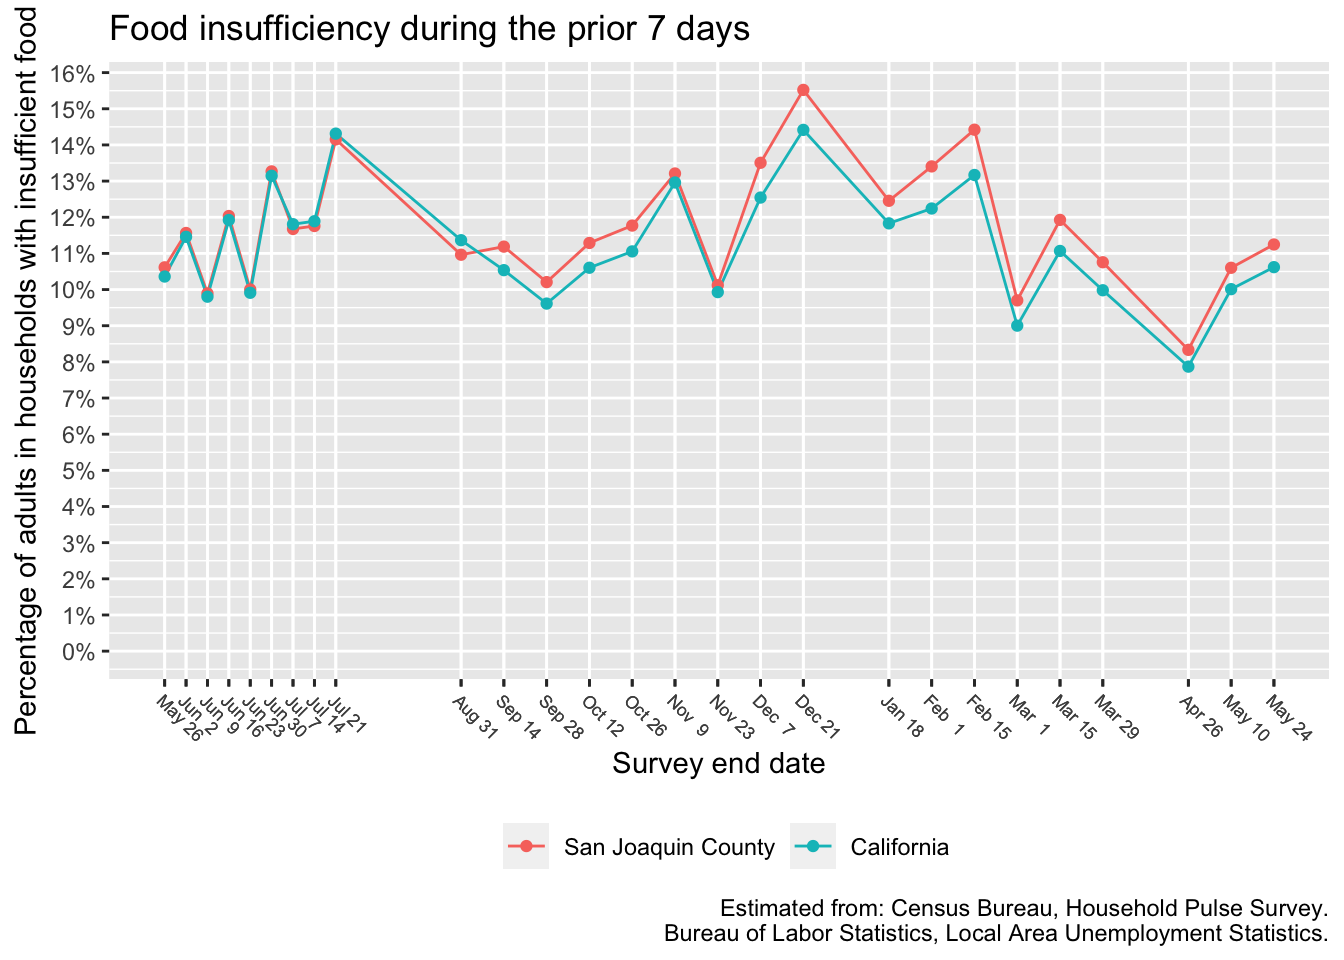 Food insufficiency during the prior 7 days
Percentage of adults in households with insufficient food
16%
15%
14%
13%
12%
11%
10%
9%
8%
7%
6%
5%
4%
3%
2%
1%
0%
May 26
Jun 2
Jun 9
Jun 16
Jun 23
Jun 30
Jul 7
Jul 14
Jul 21
Aug 31
Sep 14
Sep 28
Oct 12
Oct 26
Nov 9
Nov 23
Dec 7
Dec 21
Jan 18
Feb 1
Feb 15
Mar 1
Mar 15
Mar 29
Apr 26
May 10
May 24
Survey end date
San Joaquin County
California
Estimated from: Census Bureau, Household Pulse Survey.
Bureau of Labor Statistics, Local Area Unemployment Statistics.